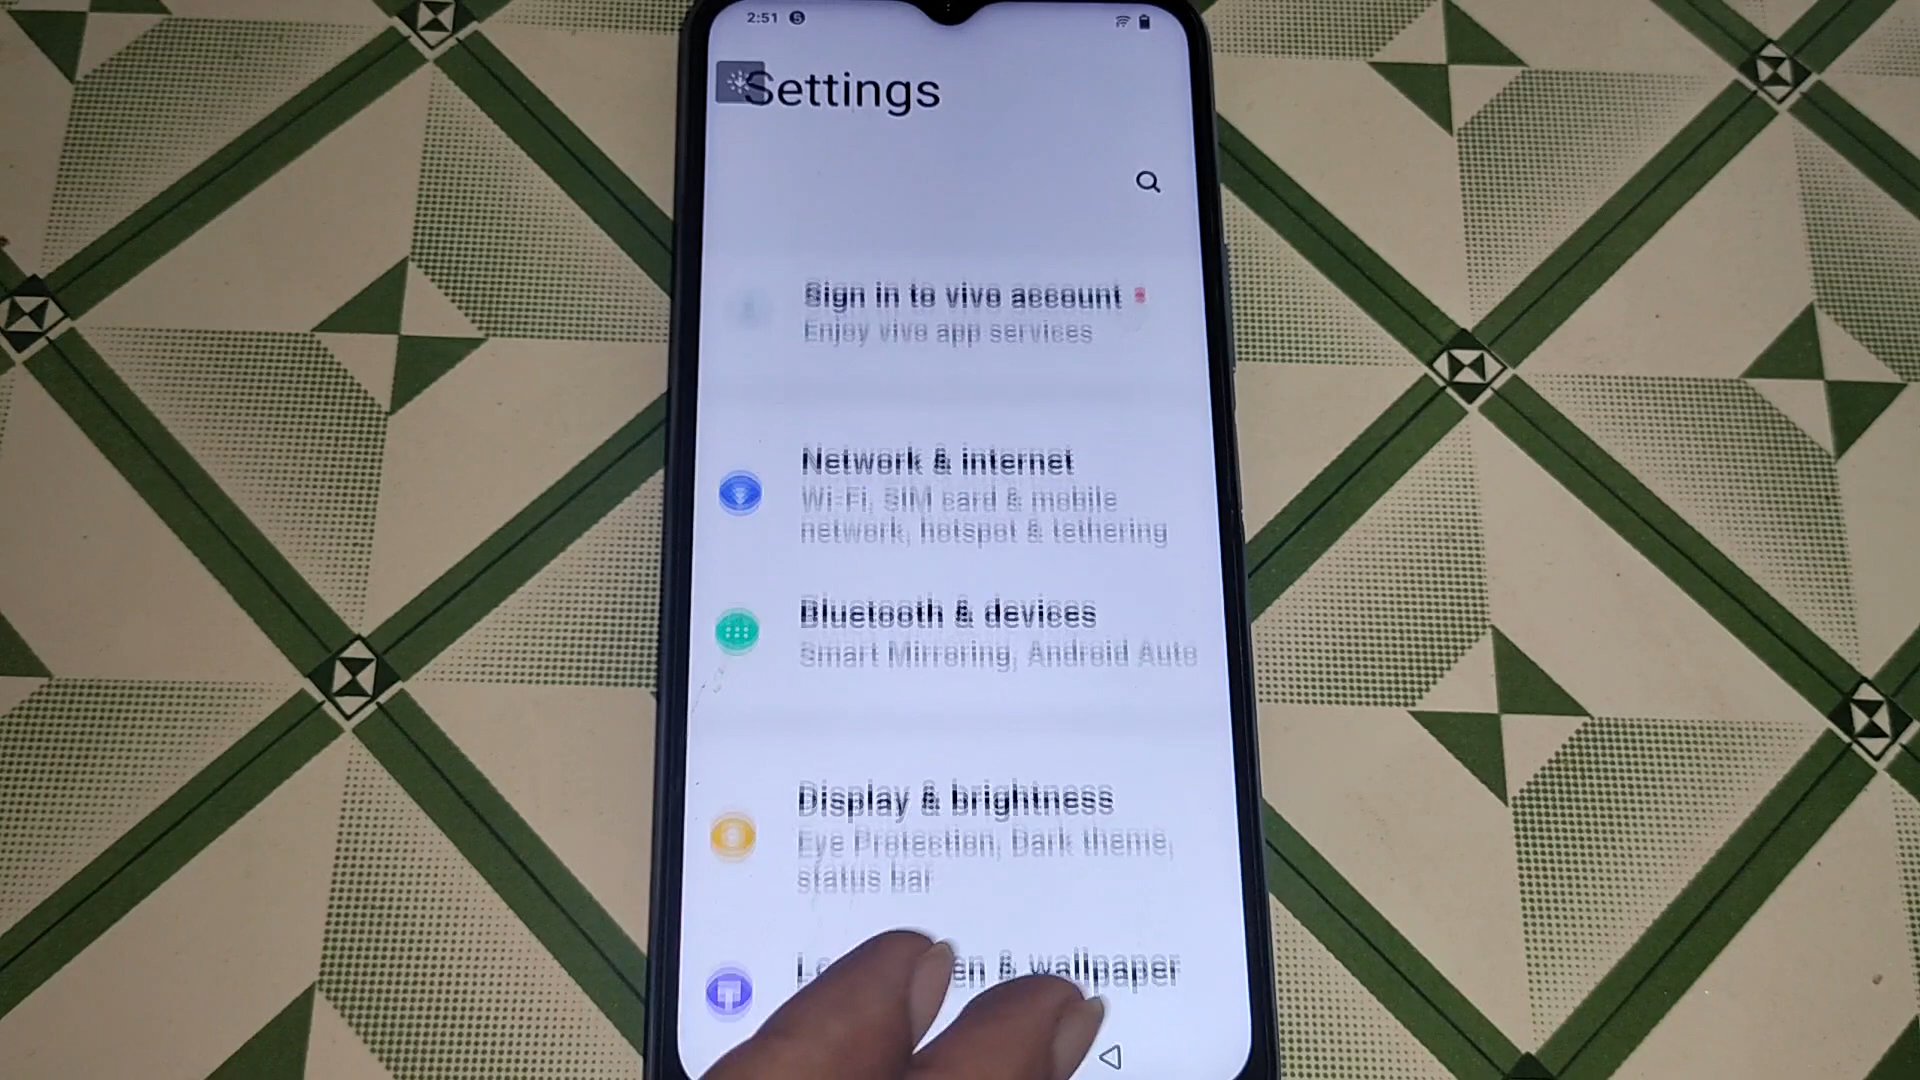 2:51
Settings
Sign in to vivo account
Enjoy vivo app services
Network & internet
Wi-Fi, SIM card & mobile
network, hotspot & tethering
Bluetooth & devices
Smart Mirroring, Android Auto
Display & brightness
Eye Protection, Dark theme,
status bar
& wallpaper